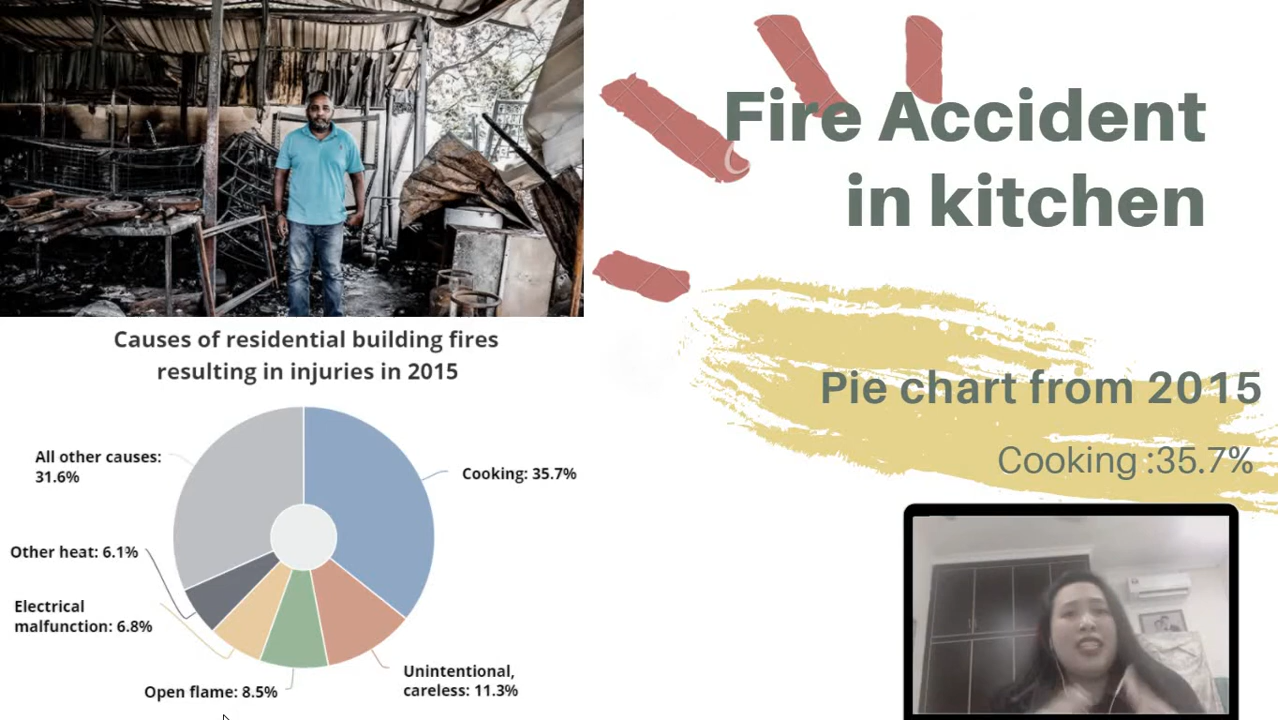 Fire Accident
in kitchen
Causes of residential building fires
resulting in injuries in 2015
Pie chart from 2015
Cooking :35.7%
All other causes:
31.6%
Cooking: 35.7%
Other heat: 6.1%
Electrical
malfunction: 6.8%
Unintentional,
careless: 11.3%
Open flame: 8.5%